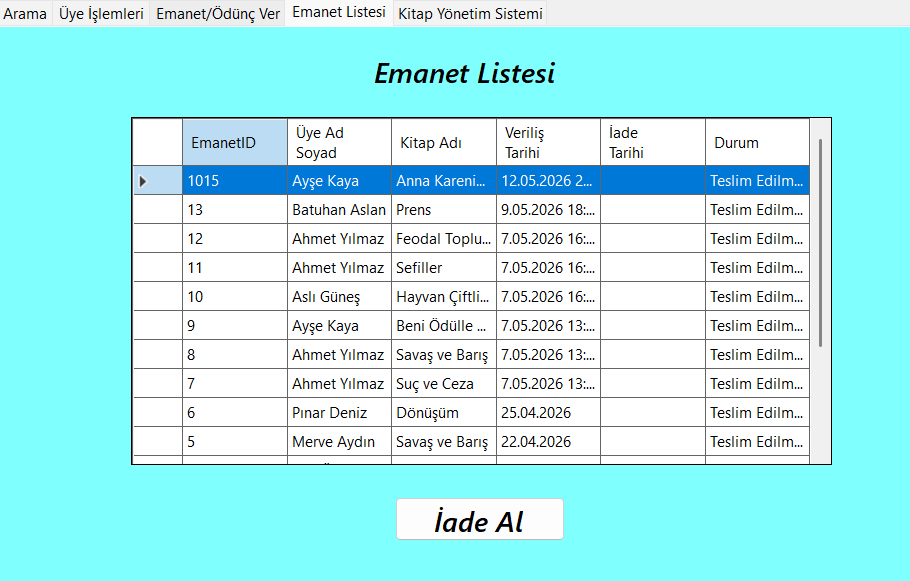 Arama Üye İşlemleri Emanet/Ödünç Ver Emanet Listesi Kitap Yönetim Sistemi
Emanet Listesi
EmanetID Üye Ad Soyad Kitap Adı Veriliş Tarihi İade Tarihi Durum
1015 Ayşe Kaya Anna Kareni... 12.05.2026 2... Teslim Edilm...
13 Batuhan Aslan Prens 9.05.2026 18:... Teslim Edilm...
12 Ahmet Yılmaz Feodal Toplu... 7.05.2026 16:... Teslim Edilm...
11 Ahmet Yılmaz Sefiller 7.05.2026 16:... Teslim Edilm...
10 Aslı Güneş Hayvan Çiftli... 7.05.2026 16:... Teslim Edilm...
9 Ayşe Kaya Beni Ödülle ... 7.05.2026 13:... Teslim Edilm...
8 Ahmet Yılmaz Savaş ve Barış 7.05.2026 13:... Teslim Edilm...
7 Ahmet Yılmaz Suç ve Ceza 7.05.2026 13:... Teslim Edilm...
6 Pınar Deniz Dönüşüm 25.04.2026 Teslim Edilm...
5 Merve Aydın Savaş ve Barış 22.04.2026 Teslim Edilm...
İade Al